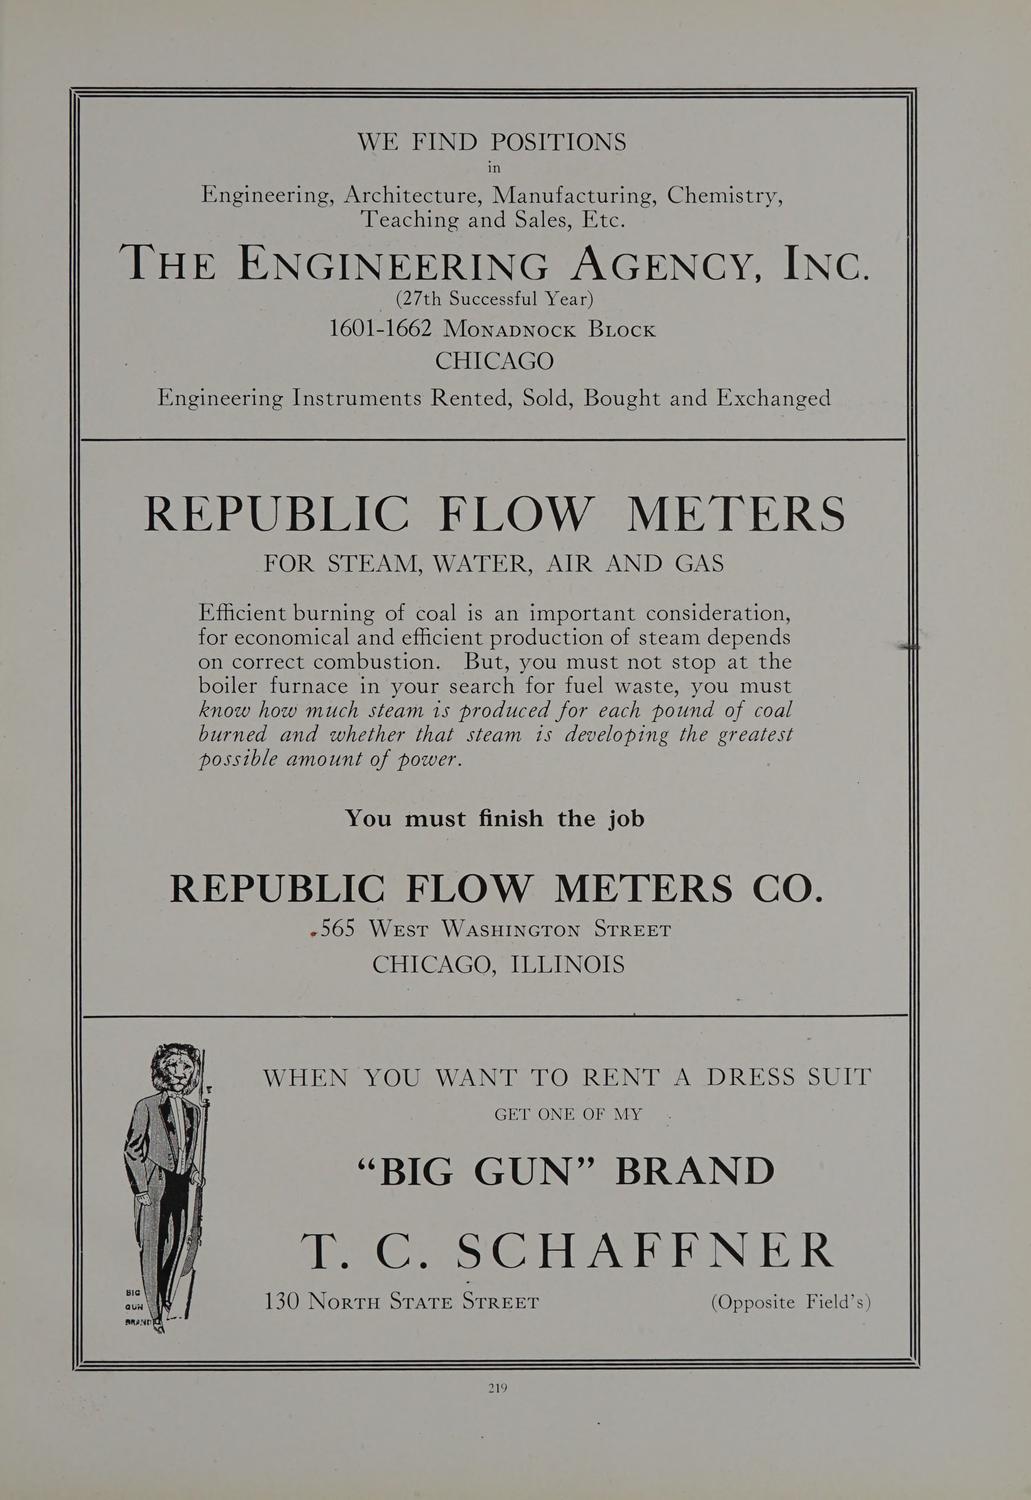 WE FIND POSITIONS
in
Engineering, Architecture, Manufacturing, Chemistry,
Teaching and Sales, Etc.
THE ENGINEERING AGENCY, INC.
(27th Successful Year)
1601-1662 MONADNOCK BLOCK
CHICAGO
Engineering Instruments Rented, Sold, Bought and Exchanged
REPUBLIC FLOW METERS
FOR STEAM, WATER, AIR AND GAS
Efficient burning of coal is an important consideration,
for economical and efficient production of steam depends
on correct combustion. But, you must not stop at the
boiler furnace in your search for fuel waste, you must
know how much steam is produced for each pound of coal
burned and whether that steam is developing the greatest
possible amount of power.
You must finish the job
REPUBLIC FLOW METERS CO.
565 WEST WASHINGTON STREET
CHICAGO, ILLINOIS
WHEN YOU WANT TO RENT A DRESS SUIT
GET ONE OF MY
“BIG GUN” BRAND
T. C. SCHAFFNER
130 NORTH STATE STREET (Opposite Field's)
BIG
GUN
BRAND
219